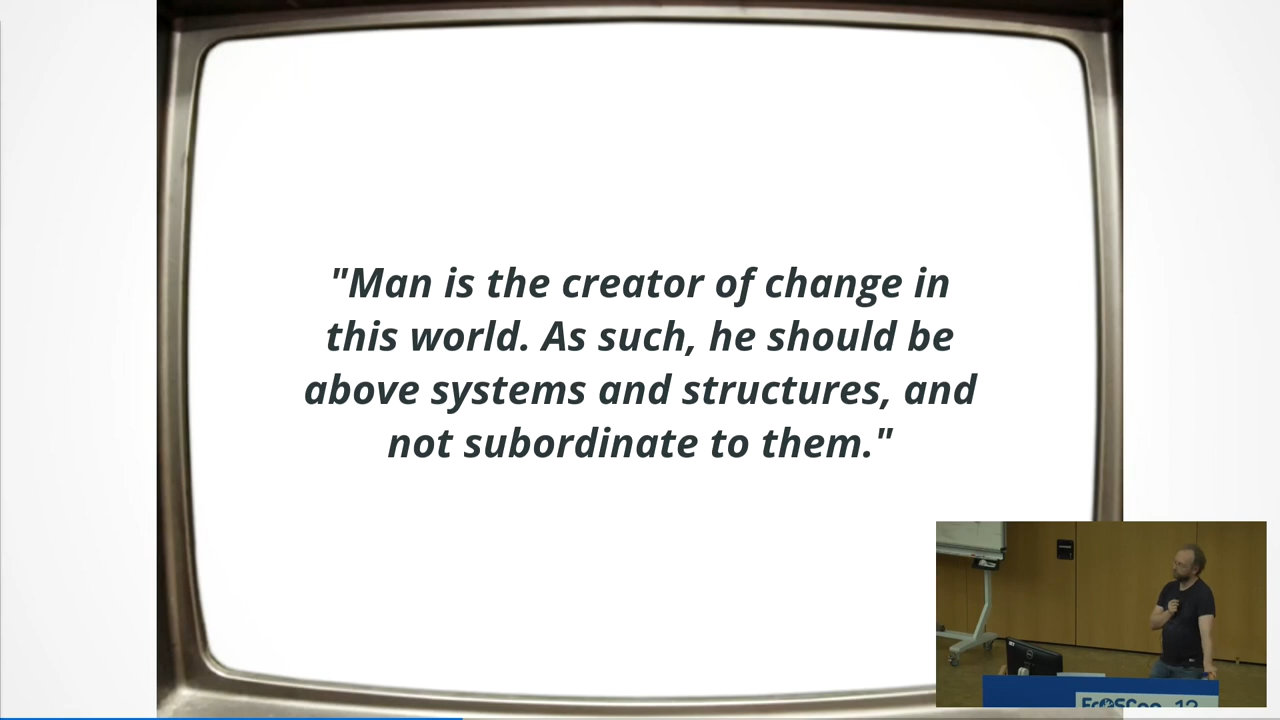 "Man is the creator of change in
this world. As such, he should be
above systems and structures, and
not subordinate to them."